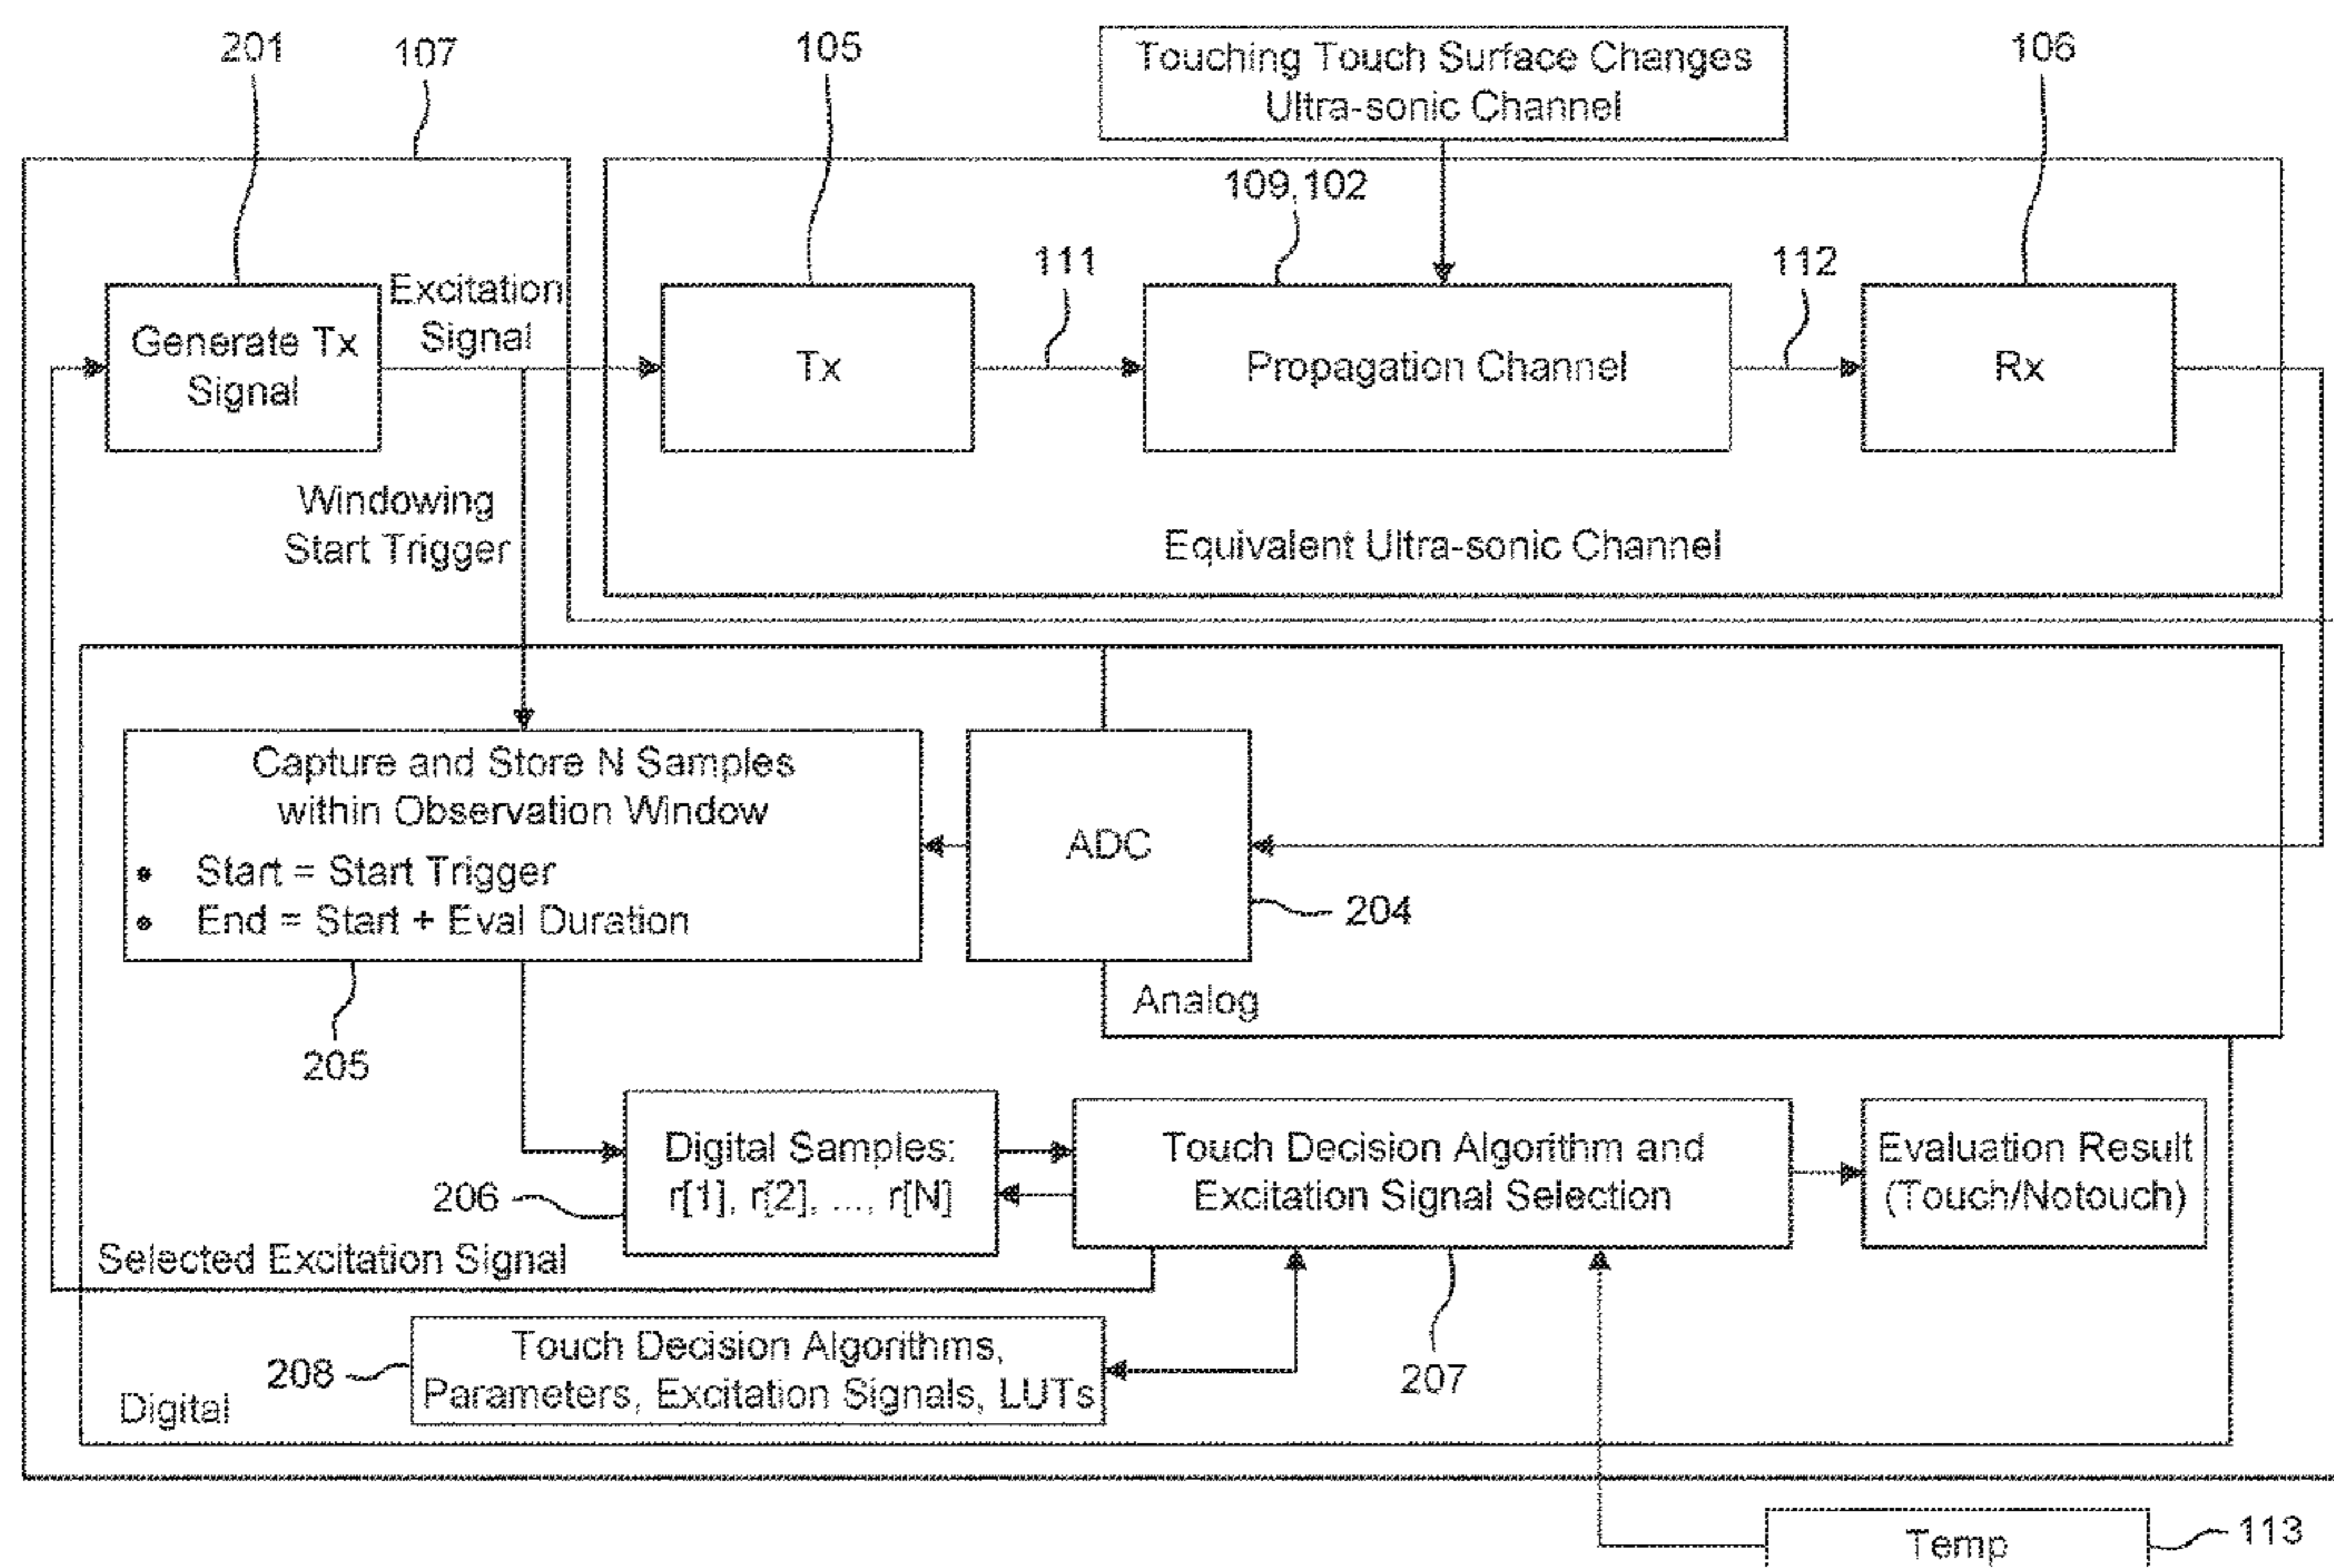 201
107
105
Touching Touch Surface Changes
Ultra-sonic Channel
106
109,102
111
112
Excitation
Signal
Generate Tx
Signal
Tx
Propagation Channel
Rx
Windowing
Start Trigger
Equivalent Ultra-sonic Channel
Capture and Store N Samples
within Observation Window
• Start = Start Trigger
• End = Start + Eval Duration
ADC
204
Analog
205
Digital Samples:
r[1], r[2], ..., r[N]
206
Touch Decision Algorithm and
Excitation Signal Selection
Evaluation Result
(Touch/Notouch)
Selected Excitation Signal
207
208
Touch Decision Algorithms,
Parameters, Excitation Signals, LUTs
Digital
Temp
113